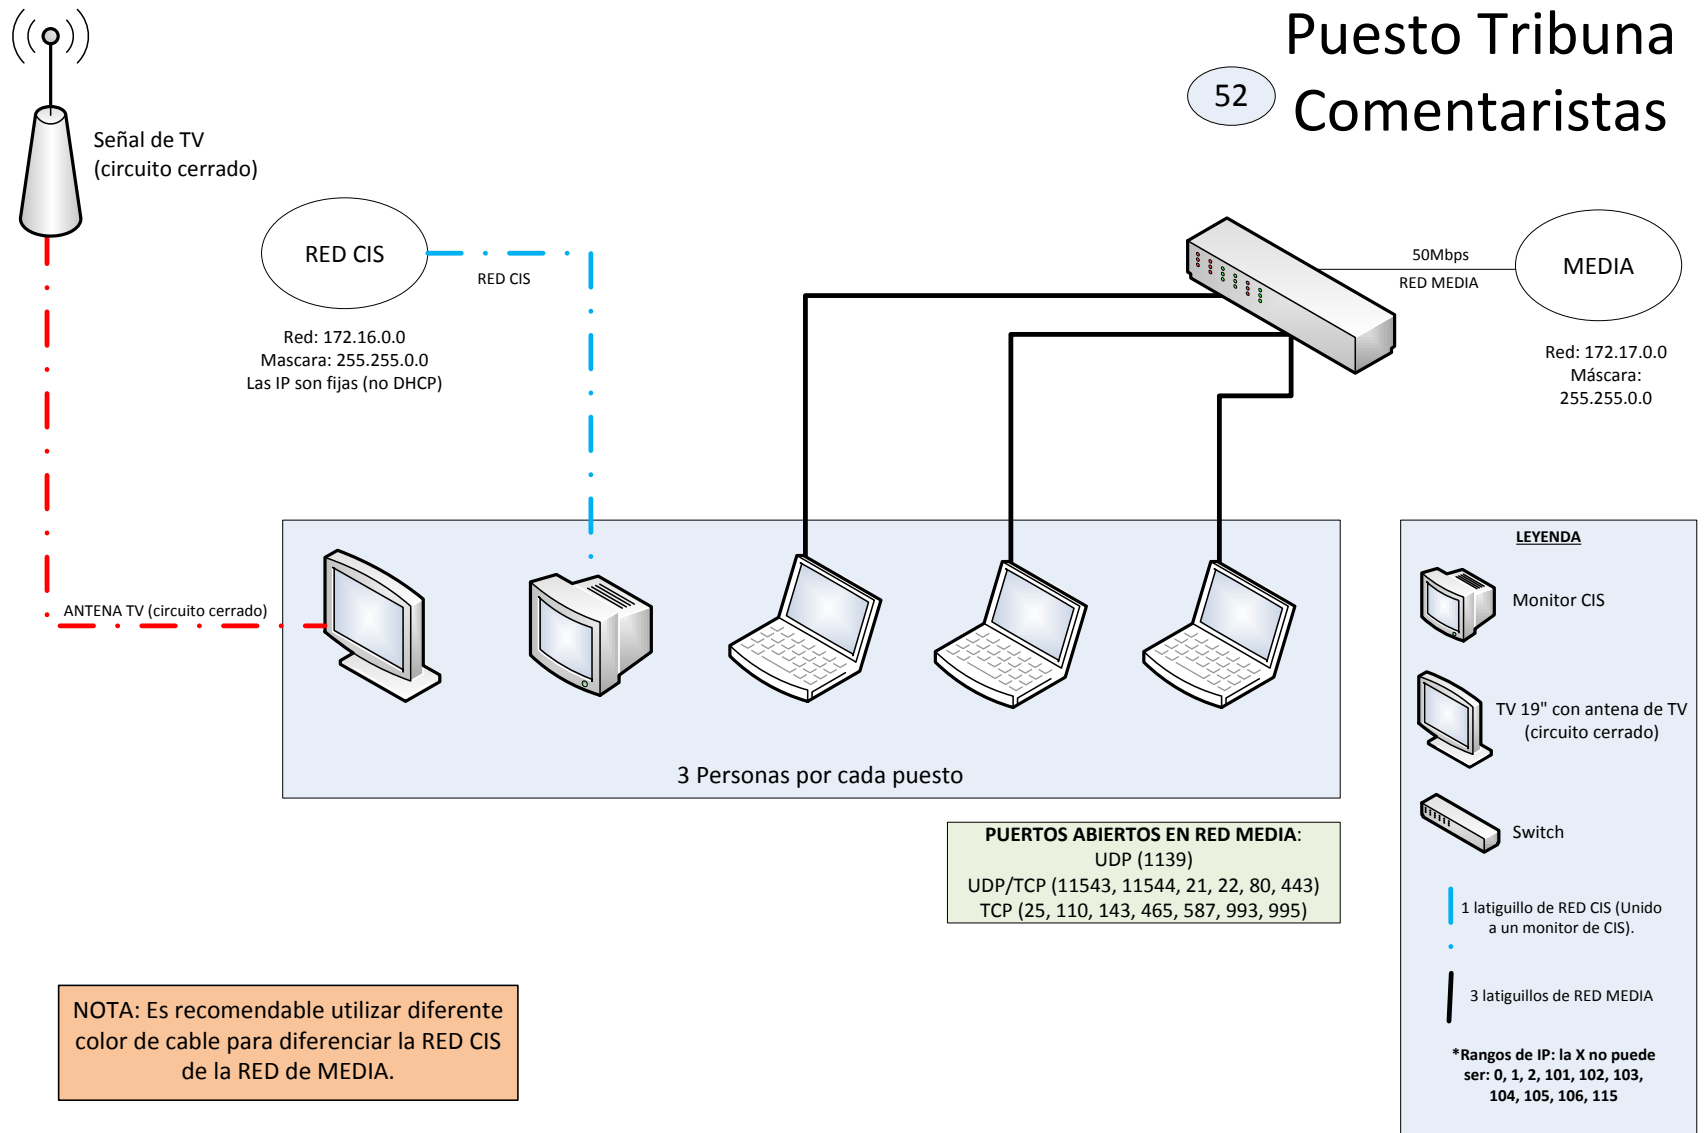 Puesto Tribuna
Comentaristas
52
Señal de TV
(circuito cerrado)
RED CIS
RED CIS
Red: 172.16.0.0
Mascara: 255.255.0.0
Las IP son fijas (no DHCP)
50Mbps
RED MEDIA
MEDIA
Red: 172.17.0.0
Máscara:
255.255.0.0
ANTENA TV (circuito cerrado)
3 Personas por cada puesto
PUERTOS ABIERTOS EN RED MEDIA:
UDP (1139)
UDP/TCP (11543, 11544, 21, 22, 80, 443)
TCP (25, 110, 143, 465, 587, 993, 995)
NOTA: Es recomendable utilizar diferente
color de cable para diferenciar la RED CIS
de la RED de MEDIA.
LEYENDA
Monitor CIS
TV 19" con antena de TV
(circuito cerrado)
Switch
1 latiguillo de RED CIS (Unido
a un monitor de CIS).
3 latiguillos de RED MEDIA
*Rangos de IP: la X no puede
ser: 0, 1, 2, 101, 102, 103,
104, 105, 106, 115